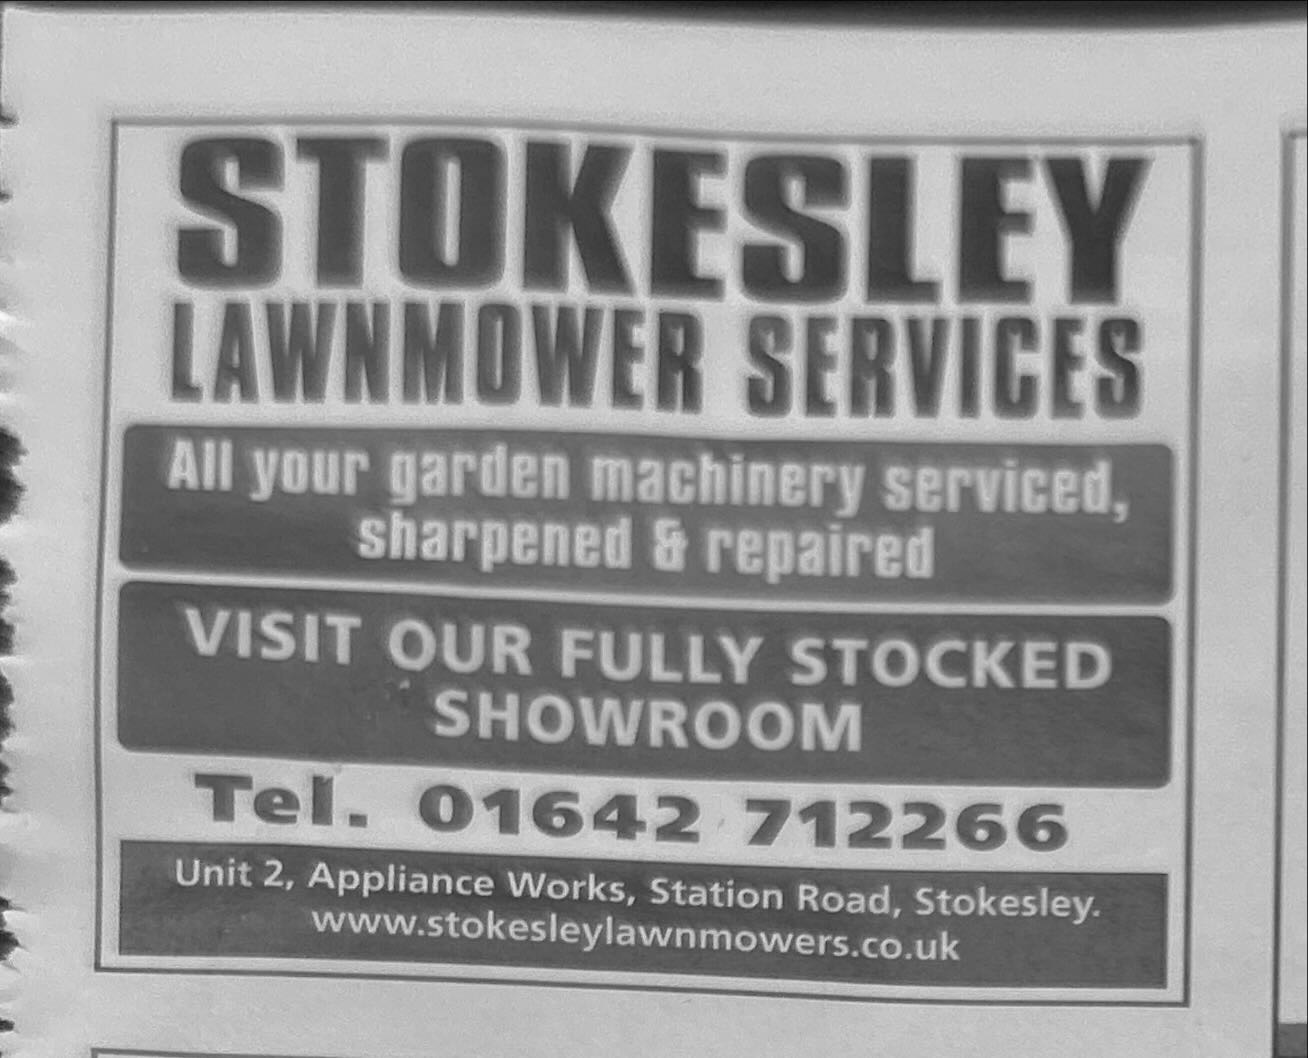 STOKESLEY
LAWNMOWER SERVICES
All your garden machinery serviced,
sharpened & repaired
VISIT OUR FULLY STOCKED
SHOWROOM
Tel. 01642 712266
Unit 2, Appliance Works, Station Road, Stokesley.
www.stokesleylawnmowers.co.uk